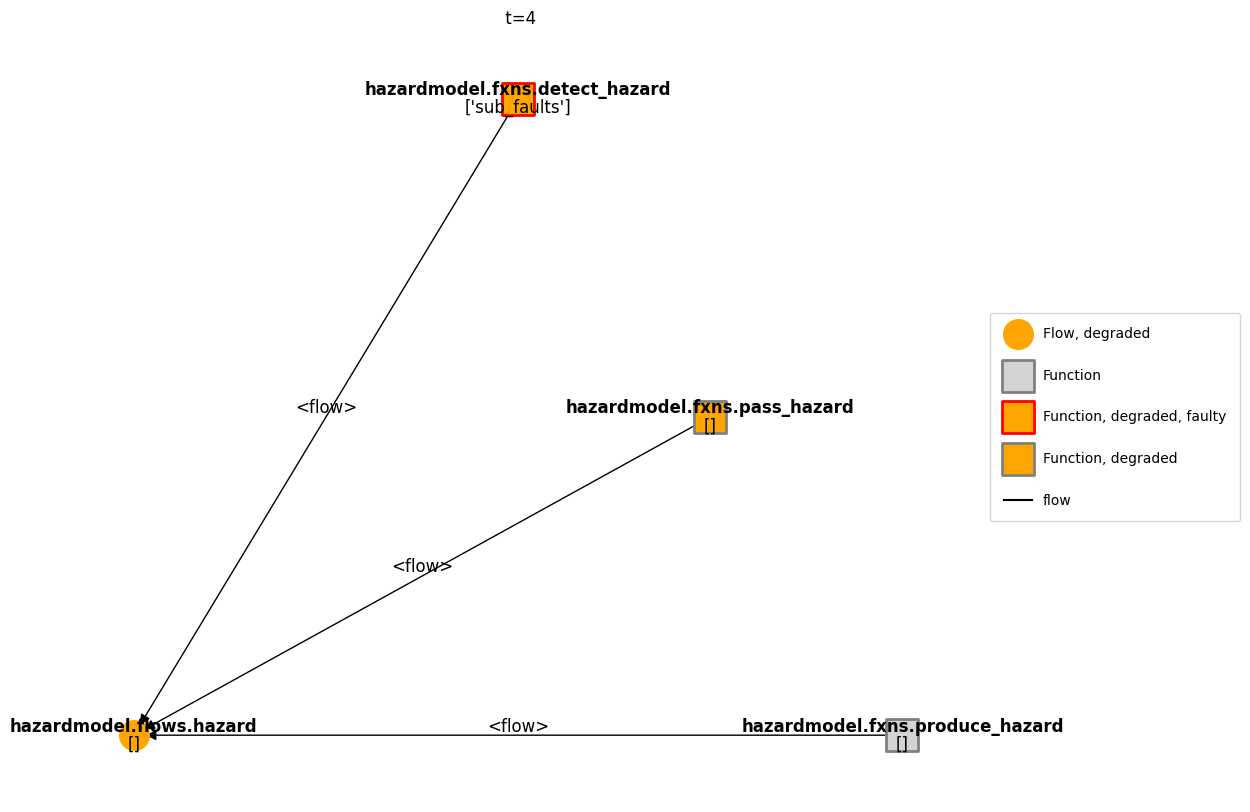 t=4
hazardmodel.fxns.detect_hazard
['sub_faults']
<flow>
hazardmodel.fxns.pass_hazard
[]
<flow>
hazardmodel.flows.hazard
[]
<flow>
hazardmodel.fxns.produce_hazard
[]
Flow, degraded
Function
Function, degraded, faulty
Function, degraded
flow